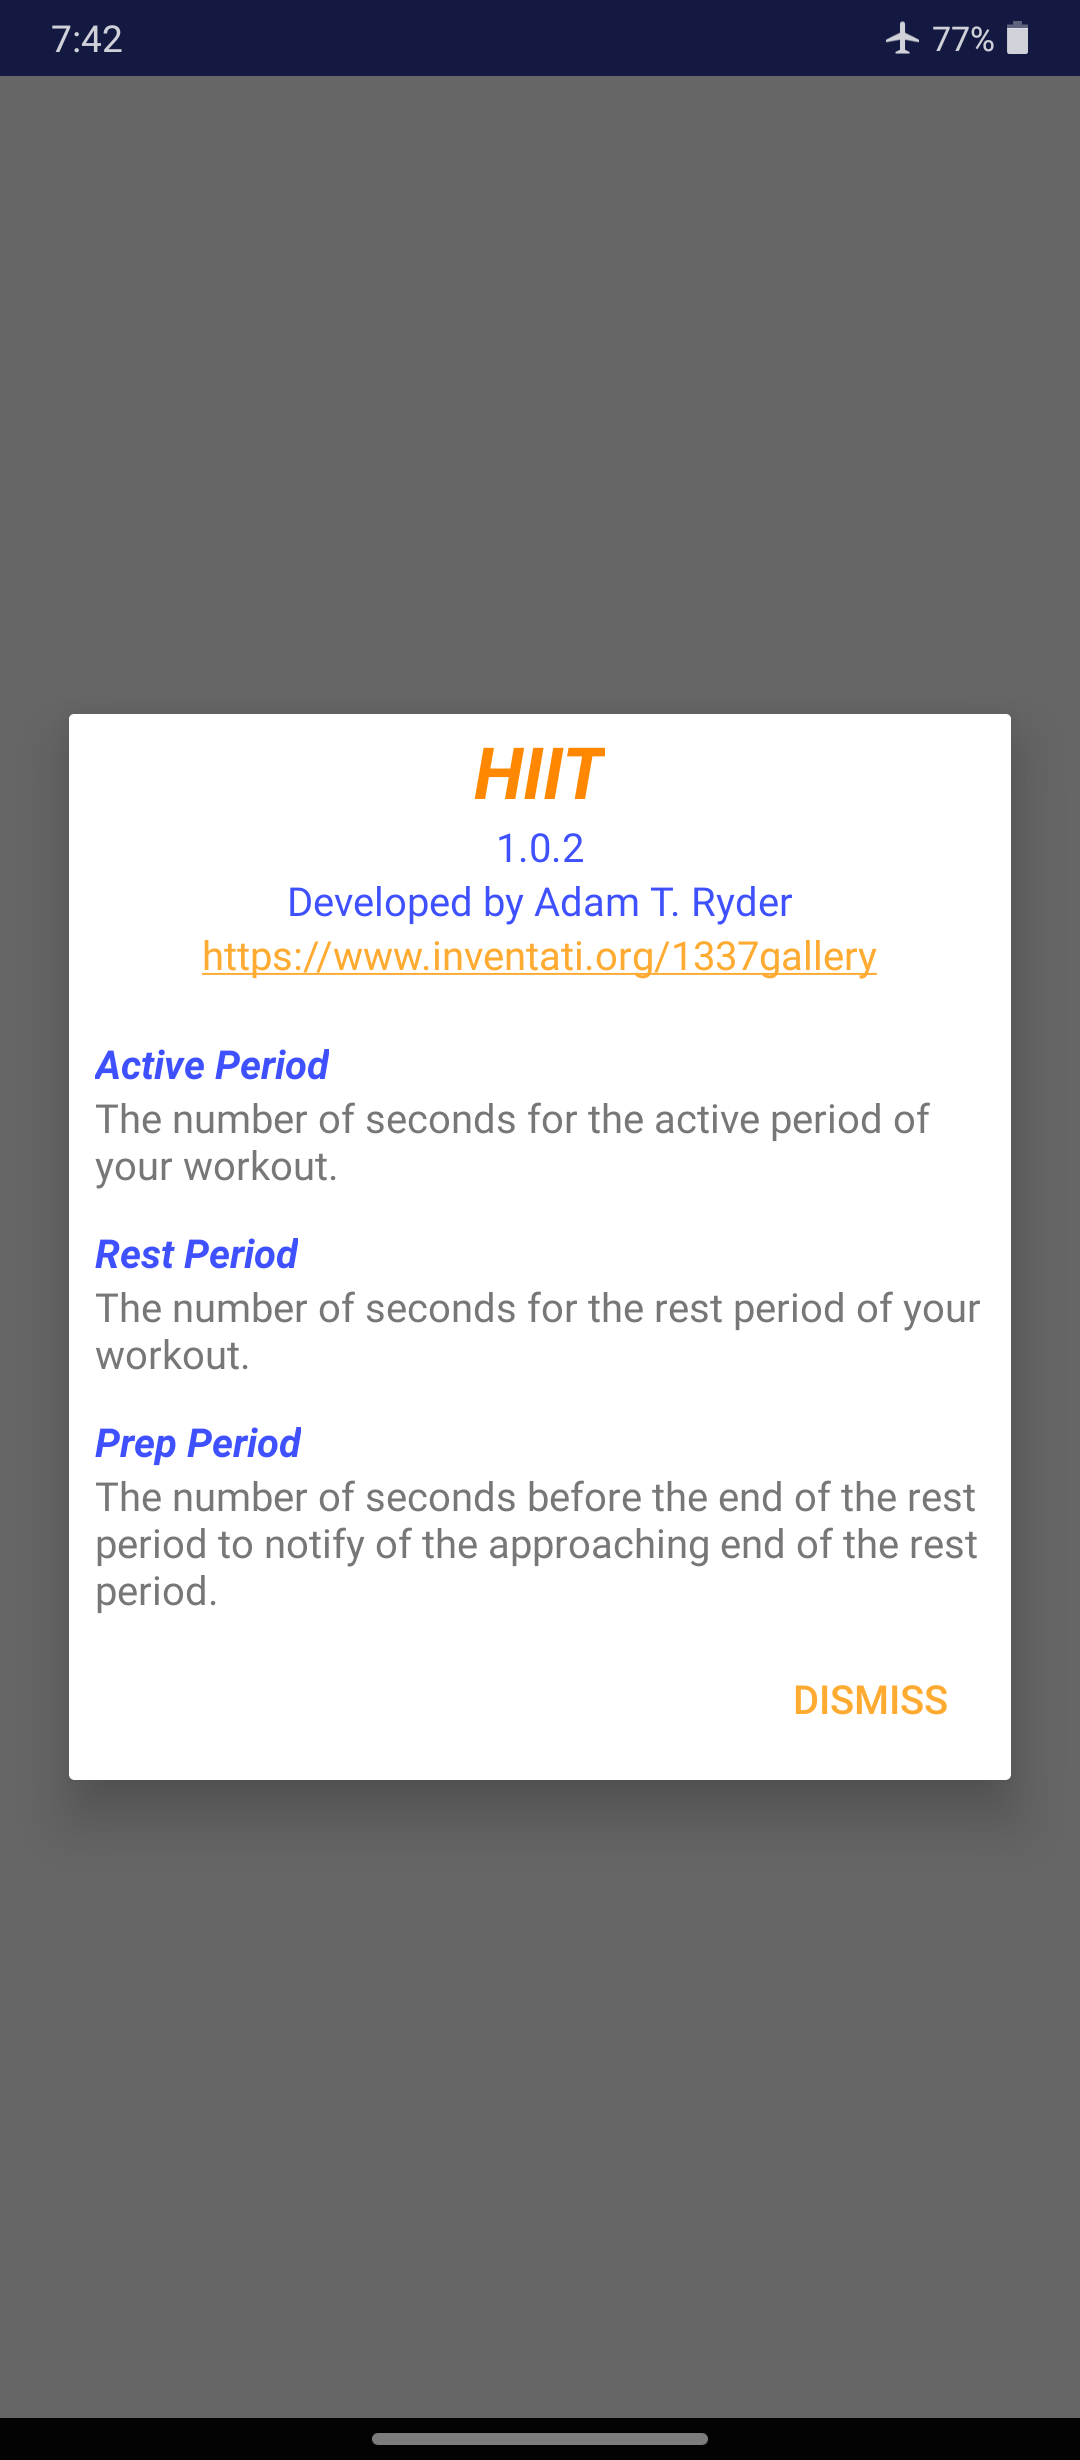 7:42
77%
HIIT
1.0.2
Developed by Adam T. Ryder
https://www.inventati.org/1337gallery
Active Period
The number of seconds for the active period of
your workout.
Rest Period
The number of seconds for the rest period of your
workout.
Prep Period
The number of seconds before the end of the rest
period to notify of the approaching end of the rest
period.
DISMISS